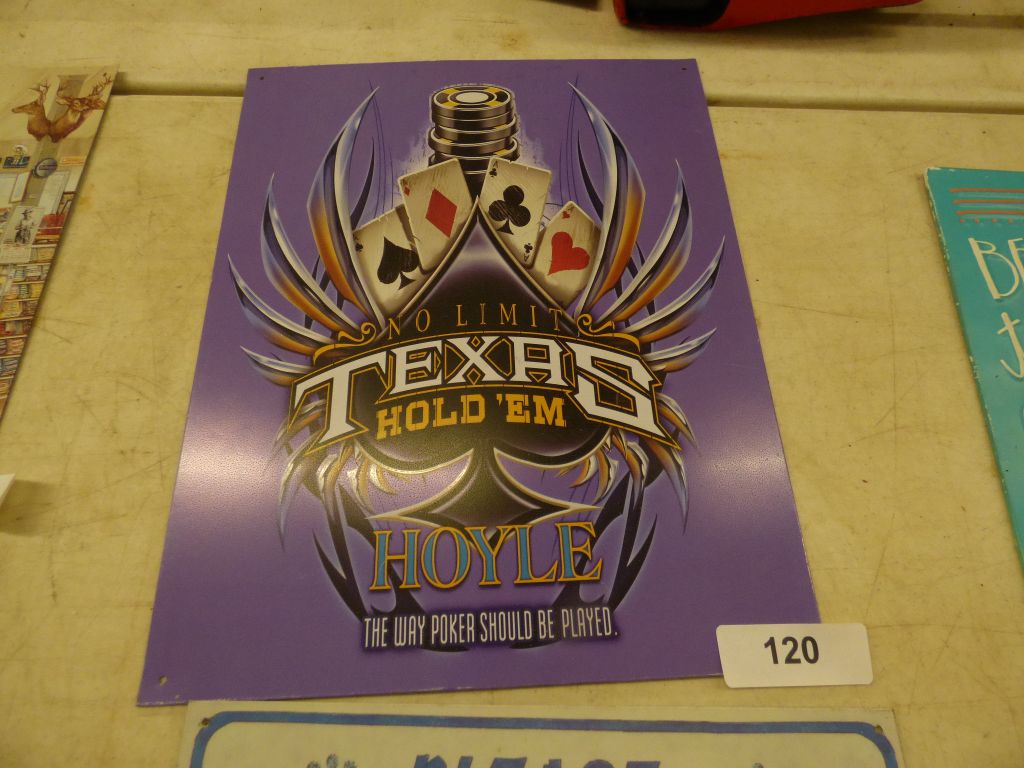 NO LIMIT
TEXAS
HOLD 'EM
HOYLE
THE WAY POKER SHOULD BE PLAYED.
120